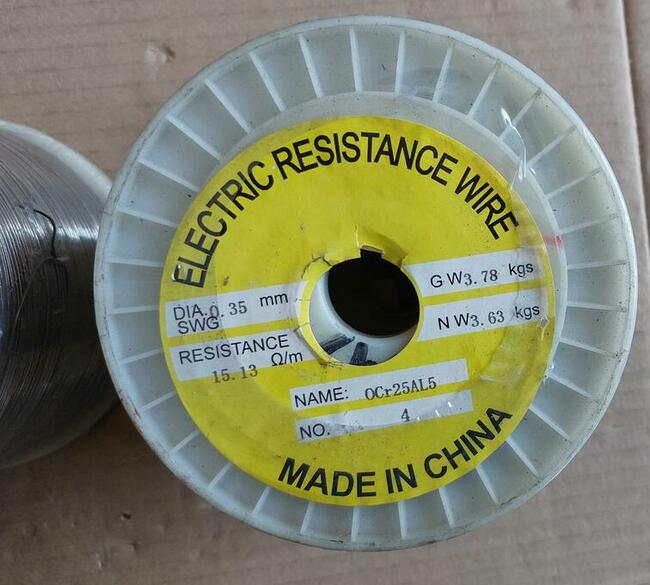 ELECTRIC RESISTANCE WIRE
DIA. 0.35 mm
SWG
RESISTANCE
15.13 Ω/m
G W3.78 kgs
N W3.63 kgs
NAME: OCr25AL5
NO. 4
MADE IN CHINA